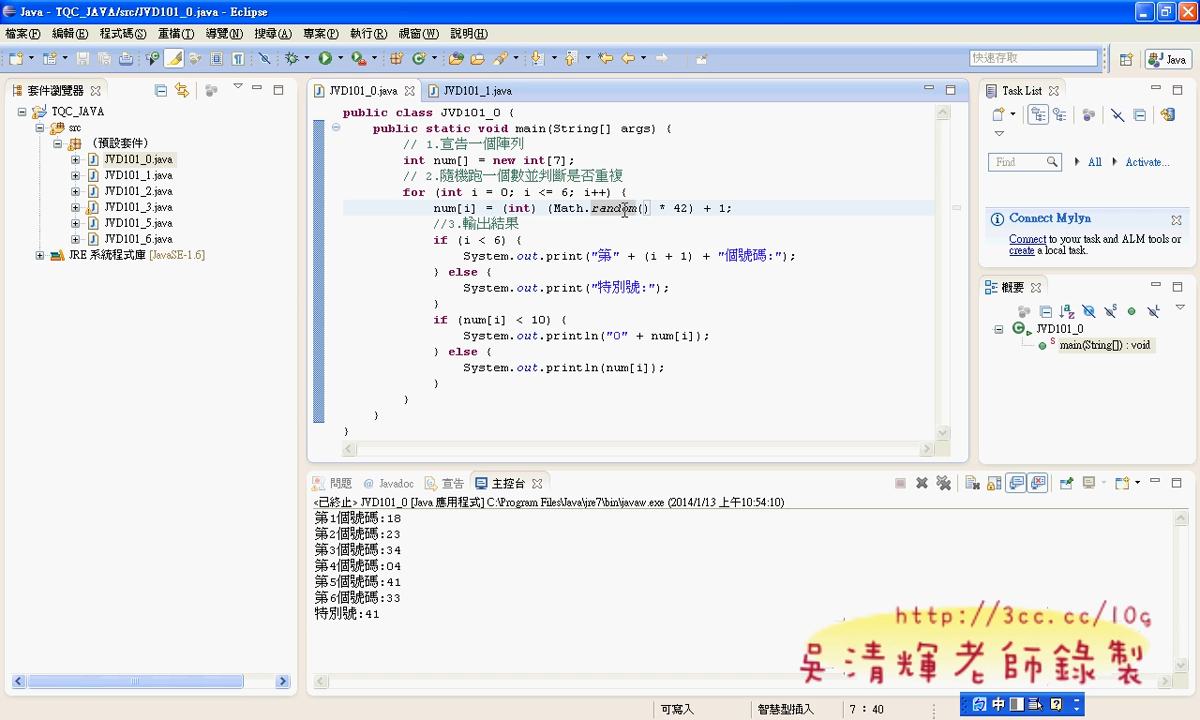 Java - TQC_JAVA/src/JVD101_0.java - Eclipse
檔案(F) 編輯(E) 程式碼(S) 重構(T) 導覽(N) 搜尋(A) 專案(P) 執行(R) 視窗(W) 說明(H)
快速存取
Java
套件瀏覽器
TQC_JAVA
src
(預設套件)
JVD101_0.java
JVD101_1.java
JVD101_2.java
JVD101_3.java
JVD101_5.java
JVD101_6.java
JRE 系統程式庫 [JavaSE-1.6]
JVD101_0.java JVD101_1.java
public class JVD101_0 {
public static void main(String[] args) {
// 1.宣告一個陣列
int num[] = new int[7];
// 2.隨機跑一個數並判斷是否重複
for (int i = 0; i <= 6; i++) {
num[i] = (int) (Math.random() * 42) + 1;
//3.輸出結果
if (i < 6) {
System.out.print("第" + (i + 1) + "個號碼:");
} else {
System.out.print("特別號:");
}
if (num[i] < 10) {
System.out.println("0" + num[i]);
} else {
System.out.println(num[i]);
}
}
}
}
Task List
Find All Activate...
Connect Mylyn
Connect to your task and ALM tools or
create a local task.
概要
JVD101_0
main(String[]) : void
問題 @ Javadoc 宣告 主控台
<已終止> JVD101_0 [Java 應用程式] C:\Program Files\Java\jre7\bin\javaw.exe (2014/1/13 上午10:54:10)
第1個號碼:18
第2個號碼:23
第3個號碼:34
第4個號碼:04
第5個號碼:41
第6個號碼:33
特別號:41
http://3cc.cc/10g
吳清輝老師錄製
可寫入 智慧型插入 7 : 40
中